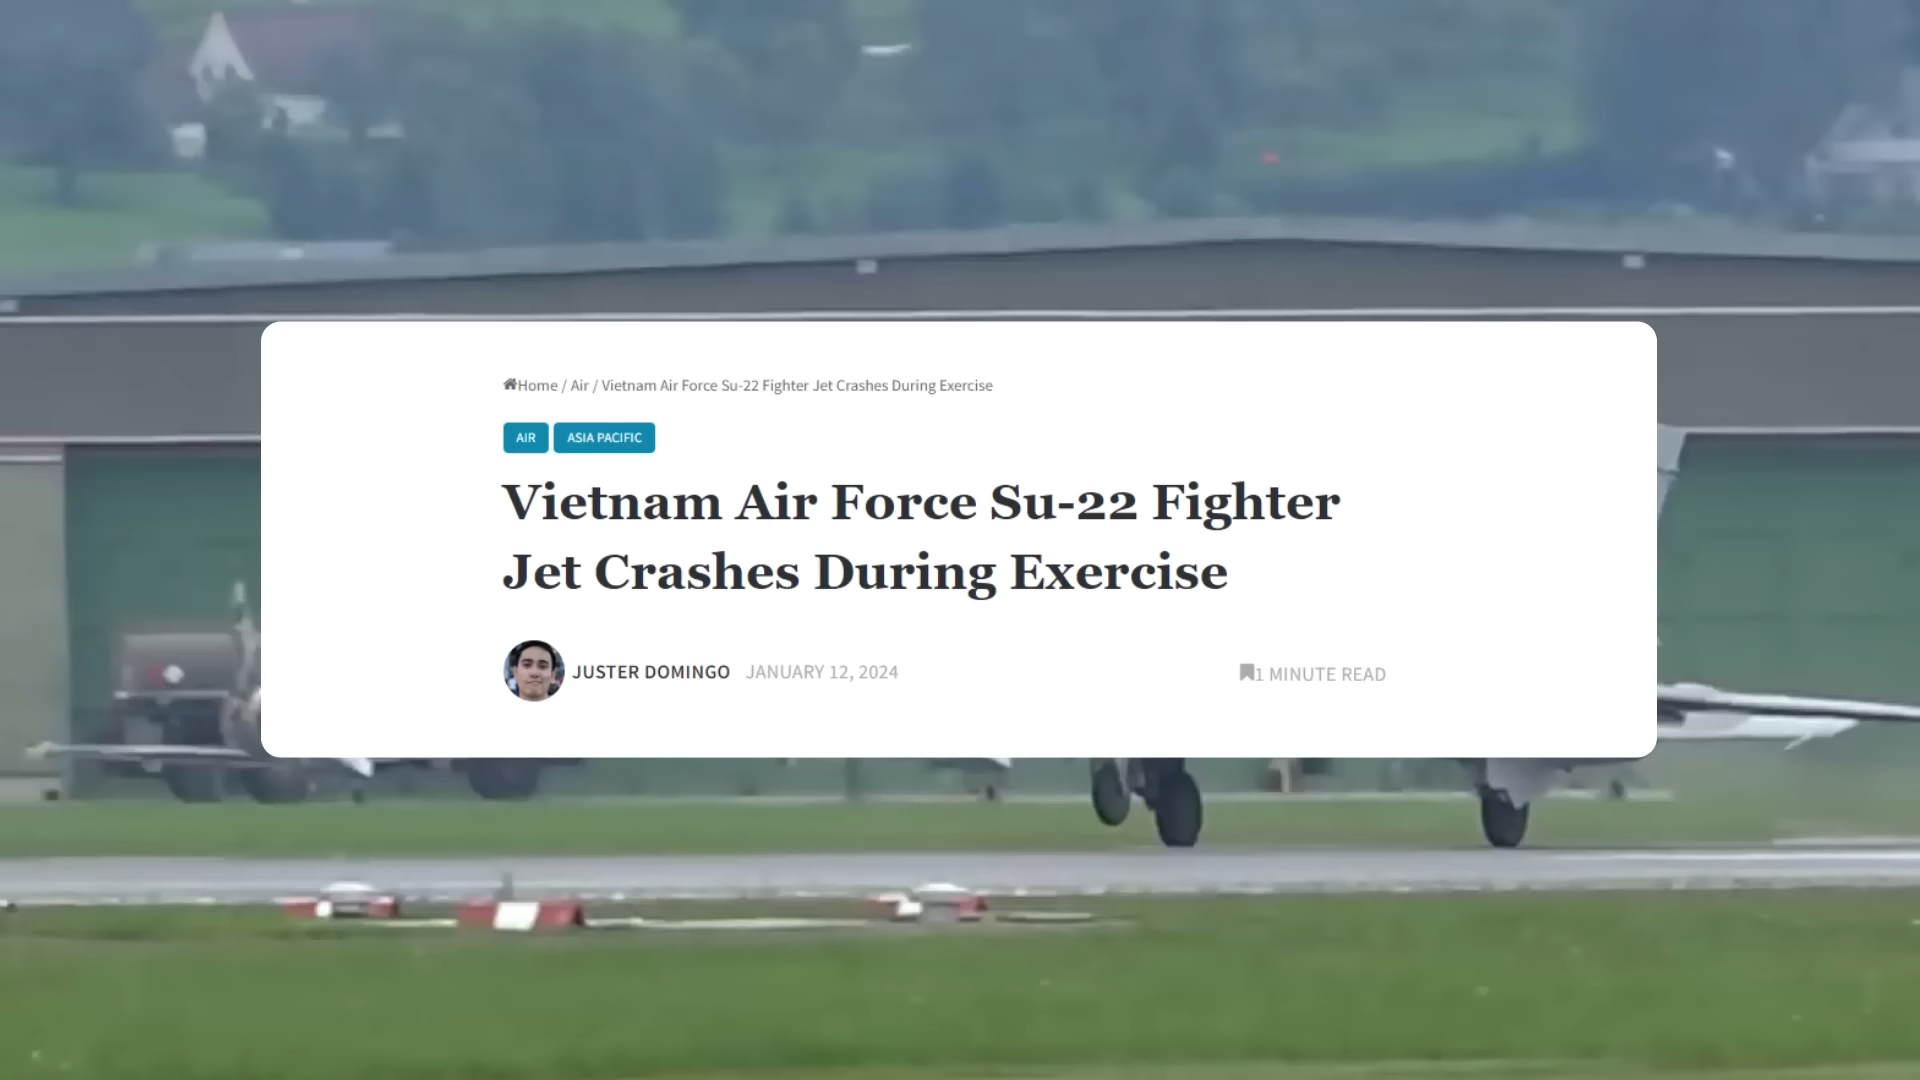 Home / Air / Vietnam Air Force Su-22 Fighter Jet Crashes During Exercise
AIR ASIA PACIFIC
Vietnam Air Force Su-22 Fighter
Jet Crashes During Exercise
JUSTER DOMINGO JANUARY 12, 2024 1 MINUTE READ